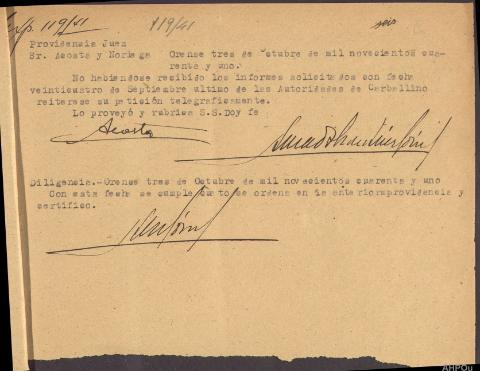 Exp. 119/41
119/41
seis
Providencia Juez
Sr. Acosta y Noriega Orense tres de octubre de mil novecientos cua-
renta y uno.
No habiendose recibido los informes solicitados con fecha
veinticuatro de Septiembre ultimo de las Autoridades de Carballino
reiterese su petición telegraficamente.
Lo proveyó y rubrica S.S.Doy fe
Acosta
Diligencia.-Orense tres de Octubre de mil novecientos cuarenta y uno
Con esta fecha se cumple cuanto se ordena en la anterior providencia y
certifico.
AHPOu